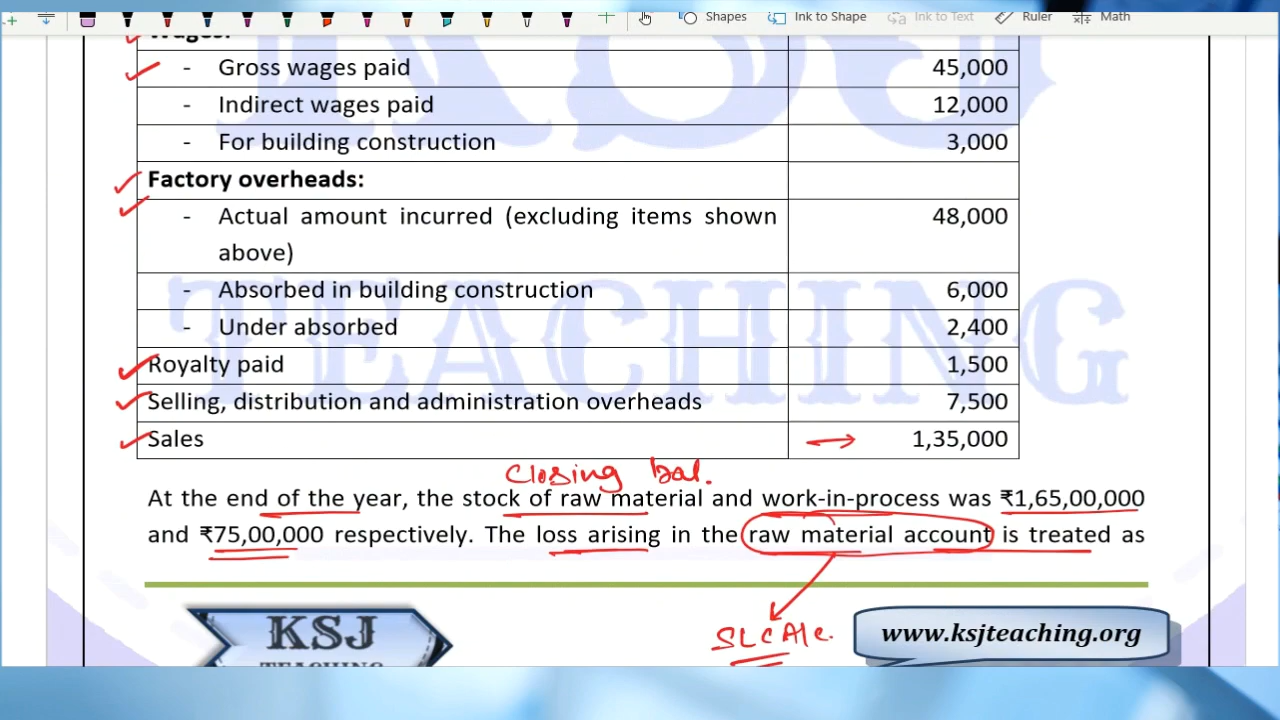 Shapes Ink to Shape Ink to Text Ruler Math
Wages:
- Gross wages paid 45,000
- Indirect wages paid 12,000
- For building construction 3,000
Factory overheads:
- Actual amount incurred (excluding items shown above) 48,000
- Absorbed in building construction 6,000
- Under absorbed 2,400
Royalty paid 1,500
Selling, distribution and administration overheads 7,500
Sales → 1,35,000
Closing bal.
At the end of the year, the stock of raw material and work-in-process was ₹1,65,00,000
and ₹75,00,000 respectively. The loss arising in the raw material account is treated as
SLC A/c.
KSJ
TEACHING
www.ksjteaching.org
KSJ
TEACHING